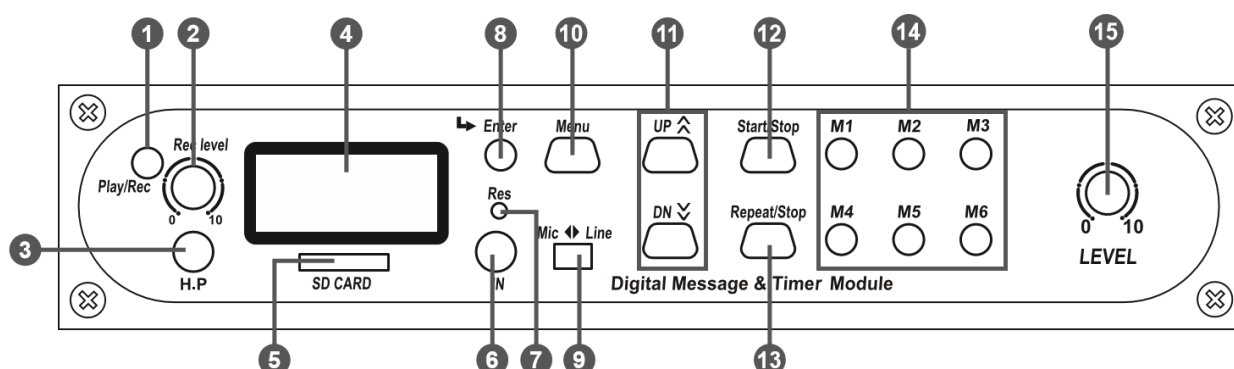 1 2 4 8 10 11 12 14 15
Enter Menu UP Start/Stop M1 M2 M3
Rec level
Play/Rec
0 10
Res
DN Repeat/Stop M4 M5 M6
Mic Line
0 10
LEVEL
3
H.P
SD CARD
Digital Message & Timer Module
5 6 7 9 13